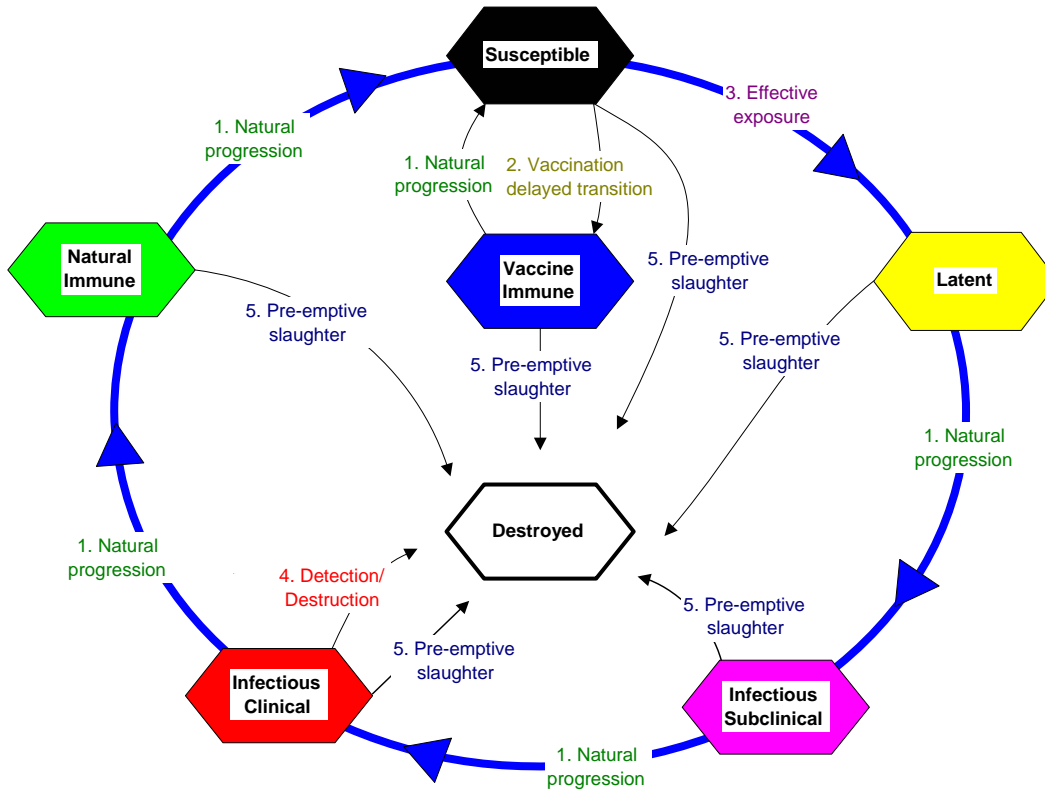 Susceptible
3. Effective
exposure
1. Natural
progression
1. Natural
progression
2. Vaccination
delayed transition
Natural
Immune
Vaccine
Immune
5. Pre-emptive
slaughter
Latent
5. Pre-emptive
slaughter
5. Pre-emptive
slaughter
5. Pre-emptive
slaughter
1. Natural
progression
Destroyed
1. Natural
progression
4. Detection/
Destruction
5. Pre-emptive
slaughter
5. Pre-emptive
slaughter
Infectious
Clinical
Infectious
Subclinical
1. Natural
progression